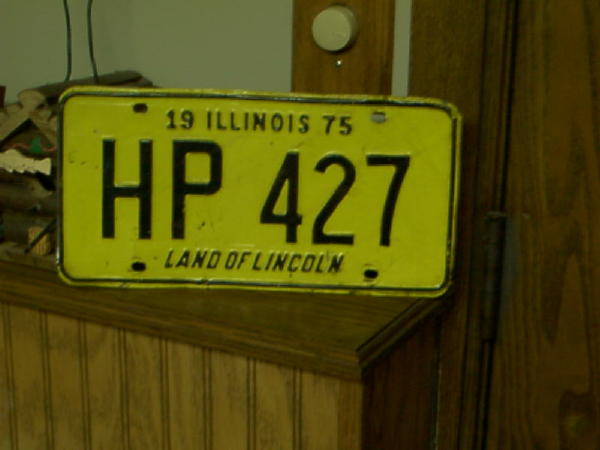 19 ILLINOIS 75
HP 427
LAND OF LINCOLN